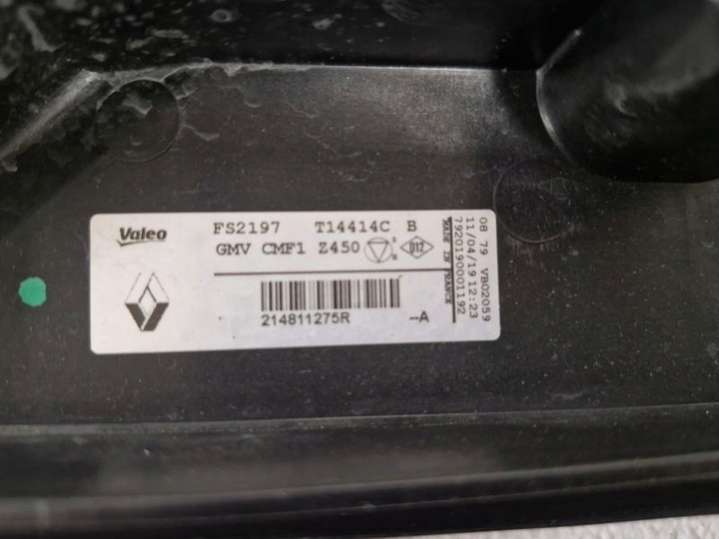 Valeo
FS2197 T14414C B
GMV CMF1 Z450
D12
214811275R --A
MADE IN FRANCE
7920190001192
11/04/19 12:23
08 79 VB02059